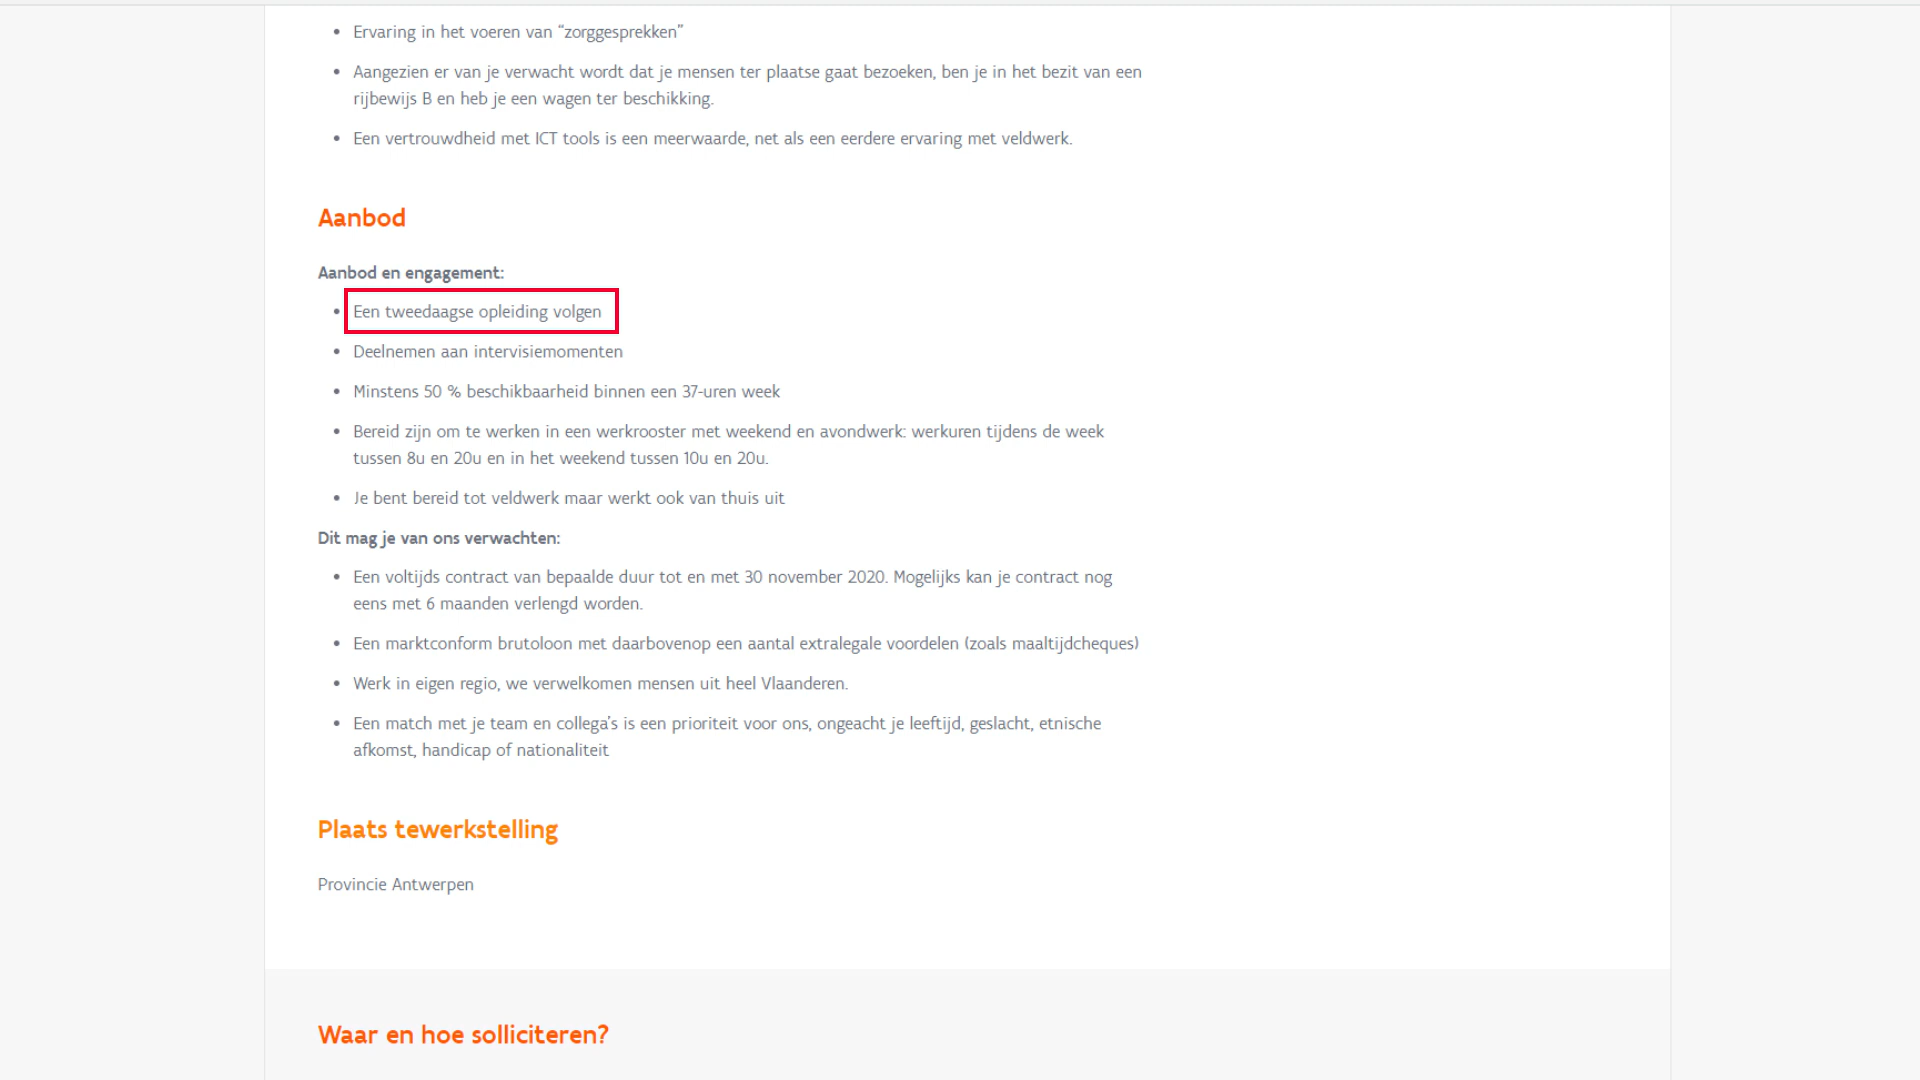 Ervaring in het voeren van “zorggesprekken”
Aangezien er van je verwacht wordt dat je mensen ter plaatse gaat bezoeken, ben je in het bezit van een
rijbewijs B en heb je een wagen ter beschikking.
Een vertrouwdheid met ICT tools is een meerwaarde, net als een eerdere ervaring met veldwerk.
Aanbod
Aanbod en engagement:
Een tweedaagse opleiding volgen
Deelnemen aan intervisiemomenten
Minstens 50 % beschikbaarheid binnen een 37-uren week
Bereid zijn om te werken in een werkrooster met weekend en avondwerk: werkuren tijdens de week
tussen 8u en 20u en in het weekend tussen 10u en 20u.
Je bent bereid tot veldwerk maar werkt ook van thuis uit
Dit mag je van ons verwachten:
Een voltijds contract van bepaalde duur tot en met 30 november 2020. Mogelijks kan je contract nog
eens met 6 maanden verlengd worden.
Een marktconform brutoloon met daarbovenop een aantal extralegale voordelen (zoals maaltijdcheques)
Werk in eigen regio, we verwelkomen mensen uit heel Vlaanderen.
Een match met je team en collega's is een prioriteit voor ons, ongeacht je leeftijd, geslacht, etnische
afkomst, handicap of nationaliteit
Plaats tewerkstelling
Provincie Antwerpen
Waar en hoe solliciteren?